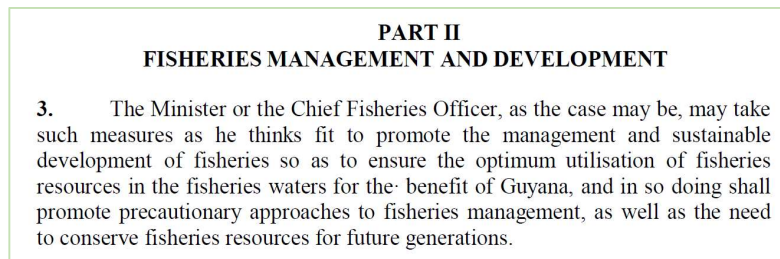 PART II
FISHERIES MANAGEMENT AND DEVELOPMENT
3. The Minister or the Chief Fisheries Officer, as the case may be, may take
such measures as he thinks fit to promote the management and sustainable
development of fisheries so as to ensure the optimum utilisation of fisheries
resources in the fisheries waters for the· benefit of Guyana, and in so doing shall
promote precautionary approaches to fisheries management, as well as the need
to conserve fisheries resources for future generations.